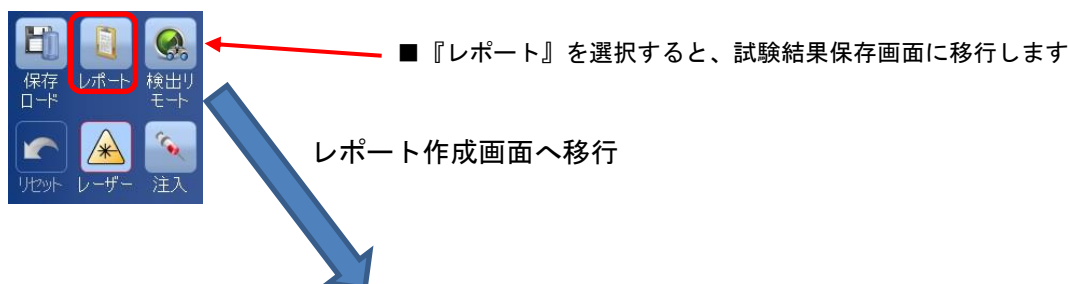 ■『レポート』を選択すると、試験結果保存画面に移行します
保存
ロード
レポート
検出リ
モート
レポート作成画面へ移行
リセット
レーザー
注入